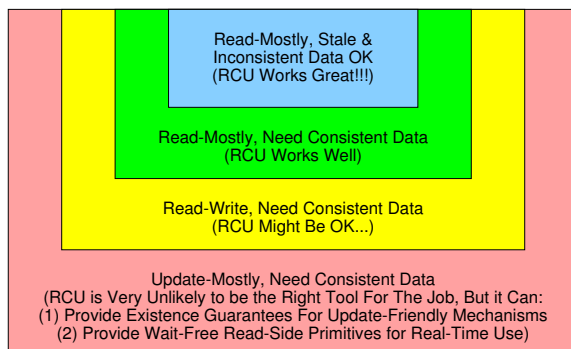 Read-Mostly, Stale &
Inconsistent Data OK
(RCU Works Great!!!)
Read-Mostly, Need Consistent Data
(RCU Works Well)
Read-Write, Need Consistent Data
(RCU Might Be OK...)
Update-Mostly, Need Consistent Data
(RCU is Very Unlikely to be the Right Tool For The Job, But it Can:
(1) Provide Existence Guarantees For Update-Friendly Mechanisms
(2) Provide Wait-Free Read-Side Primitives for Real-Time Use)